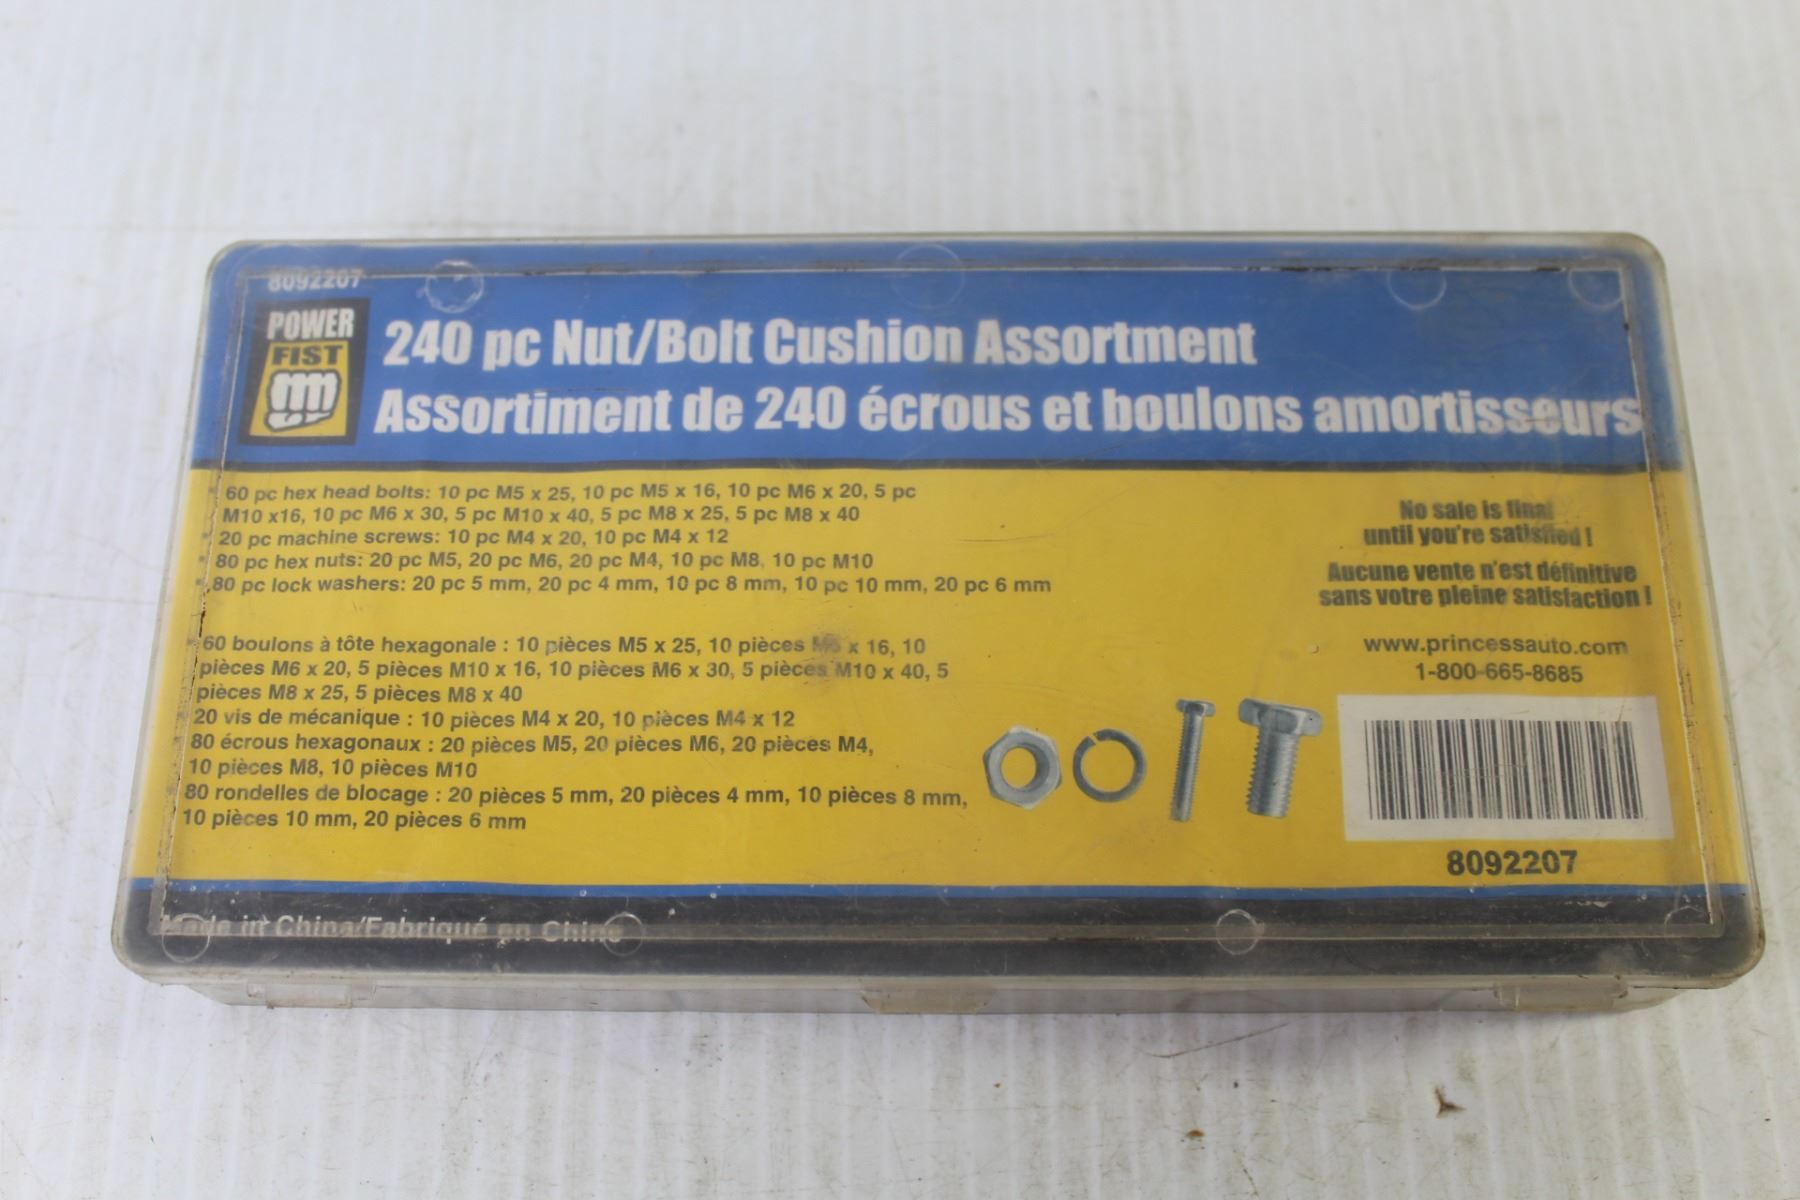 8092207
POWER
FIST
240 pc Nut/Bolt Cushion Assortment
Assortiment de 240 écrous et boulons amortisseurs
60 pc hex head bolts: 10 pc M5 x 25, 10 pc M5 x 16, 10 pc M6 x 20, 5 pc
M10 x16, 10 pc M6 x 30, 5 pc M10 x 40, 5 pc M8 x 25, 5 pc M8 x 40
20 pc machine screws: 10 pc M4 x 20, 10 pc M4 x 12
80 pc hex nuts: 20 pc M5, 20 pc M6, 20 pc M4, 10 pc M8, 10 pc M10
80 pc lock washers: 20 pc 5 mm, 20 pc 4 mm, 10 pc 8 mm, 10 pc 10 mm, 20 pc 6 mm
60 boulons à tôte hexagonale : 10 pièces M5 x 25, 10 pièces M5 x 16, 10
pièces M6 x 20, 5 pièces M10 x 16, 10 pièces M6 x 30, 5 pièces M10 x 40, 5
pièces M8 x 25, 5 pièces M8 x 40
20 vis de mécanique : 10 pièces M4 x 20, 10 pièces M4 x 12
80 écrous hexagonaux : 20 pièces M5, 20 pièces M6, 20 pièces M4,
10 pièces M8, 10 pièces M10
80 rondelles de blocage : 20 pièces 5 mm, 20 pièces 4 mm, 10 pièces 8 mm,
10 pièces 10 mm, 20 pièces 6 mm
No sale is final
until you're satisfied !
Aucune vente n'est définitive
sans votre pleine satisfaction !
www.princessauto.com
1-800-665-8685
8092207
Made in China/Fabriqué en Chine